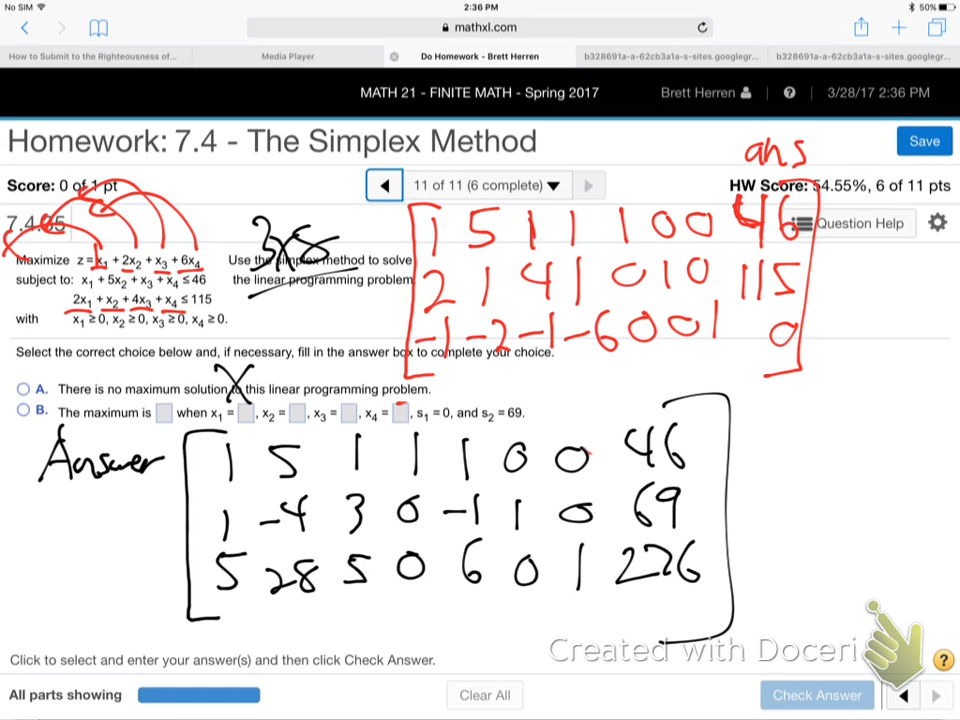 No SIM 2:36 PM 50%
mathxl.com
How to Submit to the Righteousness of... Media Player Do Homework - Brett Herren b328691a-a-62cb3a1a-s-sites.googlegr... b328691a-a-62cb3a1a-s-sites.googlegr...
MATH 21 - FINITE MATH - Spring 2017 Brett Herren 3/28/17 2:36 PM
Homework: 7.4 - The Simplex Method Save
ans
Score: 0 of 1 pt 11 of 11 (6 complete) HW Score: 54.55%, 6 of 11 pts
7.4.35 Question Help
3x8
Maximize z = x₁ + 2x₂ + x₃ + 6x₄
subject to: x₁ + 5x₂ + x₃ + x₄ ≤ 46
2x₁ + x₂ + 4x₃ + x₄ ≤ 115
with x₁ ≥ 0, x₂ ≥ 0, x₃ ≥ 0, x₄ ≥ 0.
Use the simplex method to solve
the linear programming problem
1 5 1 1 1 0 0 46
2 1 4 1 0 1 0 115
-1 -2 -1 -6 0 0 1 0
Select the correct choice below and, if necessary, fill in the answer box to complete your choice.
A. There is no maximum solution to this linear programming problem.
B. The maximum is when x₁ = , x₂ = , x₃ = , x₄ = , s₁ = 0, and s₂ = 69.
Answer
1 5 1 1 1 0 0 46
1 -4 3 0 -1 1 0 69
5 28 5 0 6 0 1 276
Created with Doceri
Click to select and enter your answer(s) and then click Check Answer. ?
All parts showing Clear All Check Answer